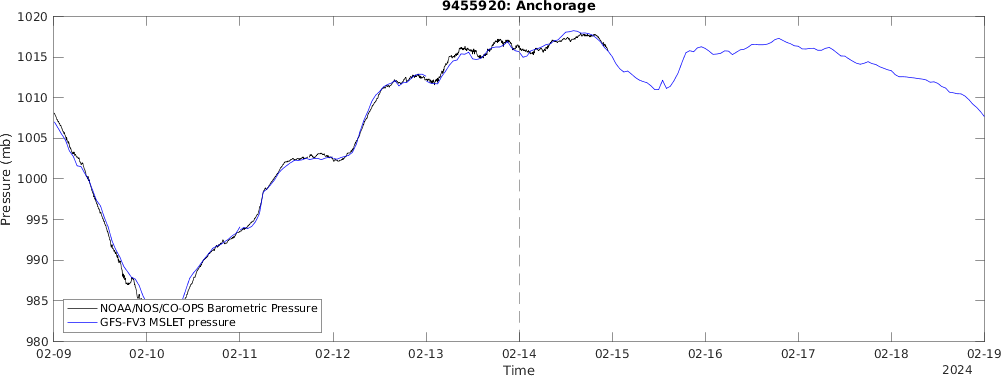 9455920: Anchorage
Pressure (mb)
1020
1015
1010
1005
1000
995
990
985
980
NOAA/NOS/CO-OPS Barometric Pressure
GFS-FV3 MSLET pressure
02-09 02-10 02-11 02-12 02-13 02-14 02-15 02-16 02-17 02-18 02-19
Time
2024